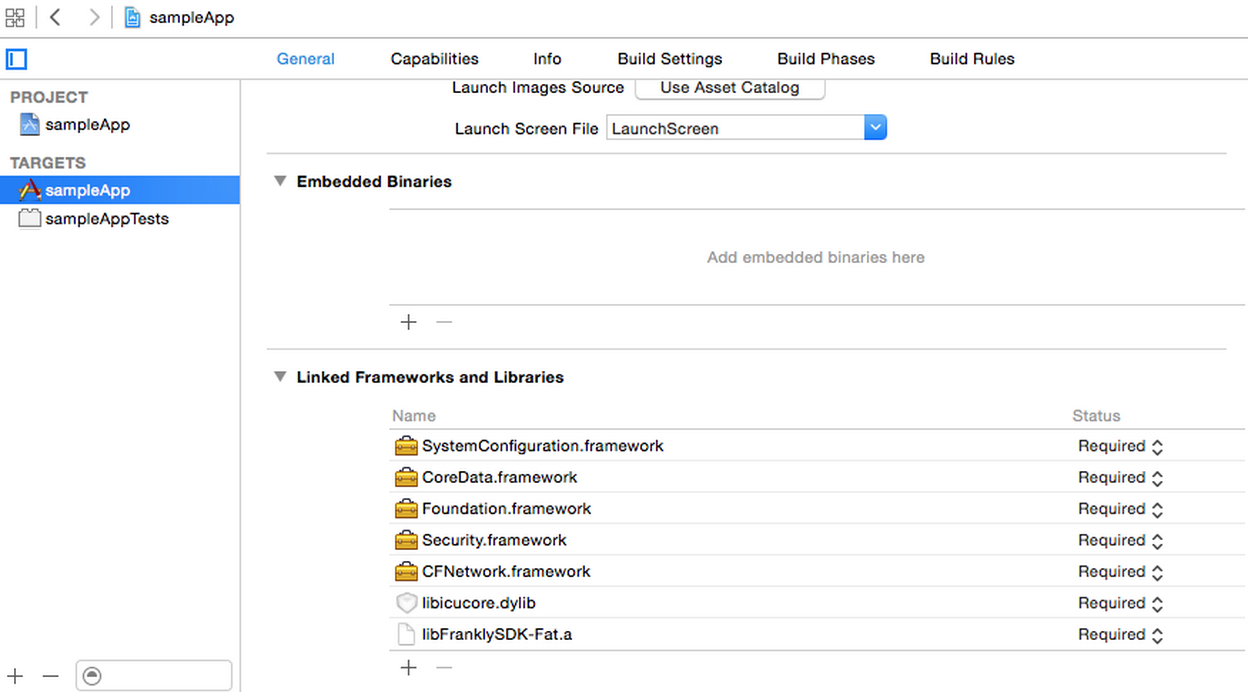 sampleApp
General Capabilities Info Build Settings Build Phases Build Rules
PROJECT
sampleApp
TARGETS
sampleApp
sampleAppTests
Launch Images Source Use Asset Catalog
Launch Screen File LaunchScreen
Embedded Binaries
Add embedded binaries here
Linked Frameworks and Libraries
Name Status
SystemConfiguration.framework Required
CoreData.framework Required
Foundation.framework Required
Security.framework Required
CFNetwork.framework Required
libicucore.dylib Required
libFranklySDK-Fat.a Required